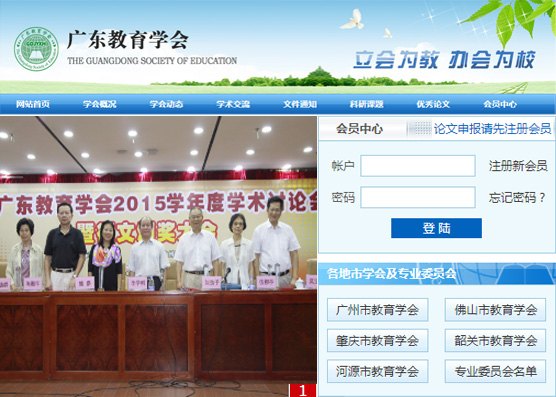 广东教育学会
THE GUANGDONG SOCIETY OF EDUCATION
立会为教 办会为校
网站首页 学会概况 学会动态 学术交流 文件通知 科研课题 优秀论文 会员中心
会员中心 论文申报请先注册会员
帐户 注册新会员
密码 忘记密码?
登 陆
广东教育学会2015学年度学术讨论会
各地市学会及专业委员会
广州市教育学会 佛山市教育学会
肇庆市教育学会 韶关市教育学会
河源市教育学会 专业委员会名单
1